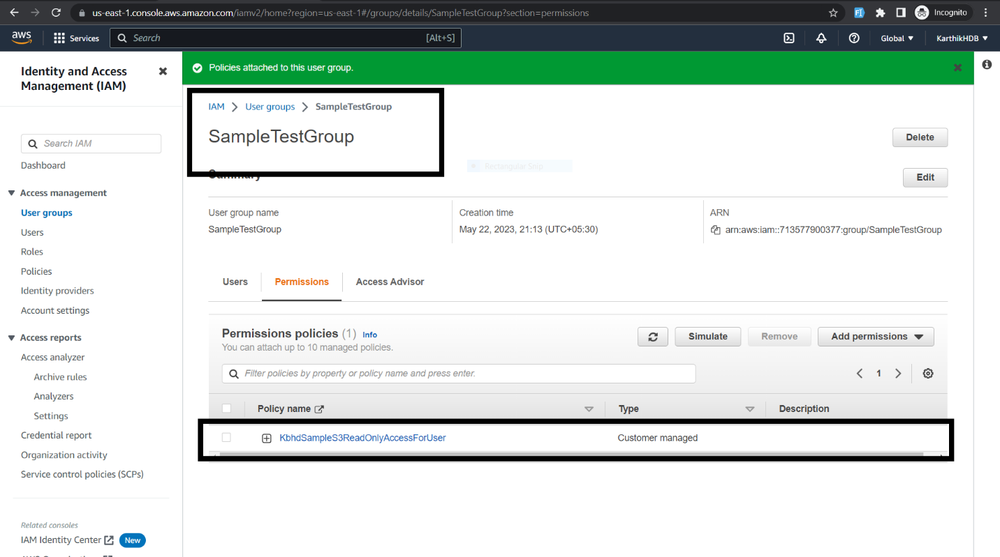 us-east-1.console.aws.amazon.com/iamv2/home?region=us-east-1#/groups/details/SampleTestGroup?section=permissions
Incognito
aws
Services
Search
[Alt+S]
Global
KarthikHDB
Identity and Access
Management (IAM)
Search IAM
Dashboard
Access management
User groups
Users
Roles
Policies
Identity providers
Account settings
Access reports
Access analyzer
Archive rules
Analyzers
Settings
Credential report
Organization activity
Service control policies (SCPs)
Related consoles
IAM Identity Center
New
Policies attached to this user group.
IAM
User groups
SampleTestGroup
SampleTestGroup
Delete
Rectangular Snip
Summary
Edit
User group name
SampleTestGroup
Creation time
May 22, 2023, 21:13 (UTC+05:30)
ARN
arn:aws:iam::713577900377:group/SampleTestGroup
Users
Permissions
Access Advisor
Permissions policies (1)
Info
You can attach up to 10 managed policies.
Simulate
Remove
Add permissions
Filter policies by property or policy name and press enter.
1
Policy name
Type
Description
KbhdSampleS3ReadOnlyAccessForUser
Customer managed